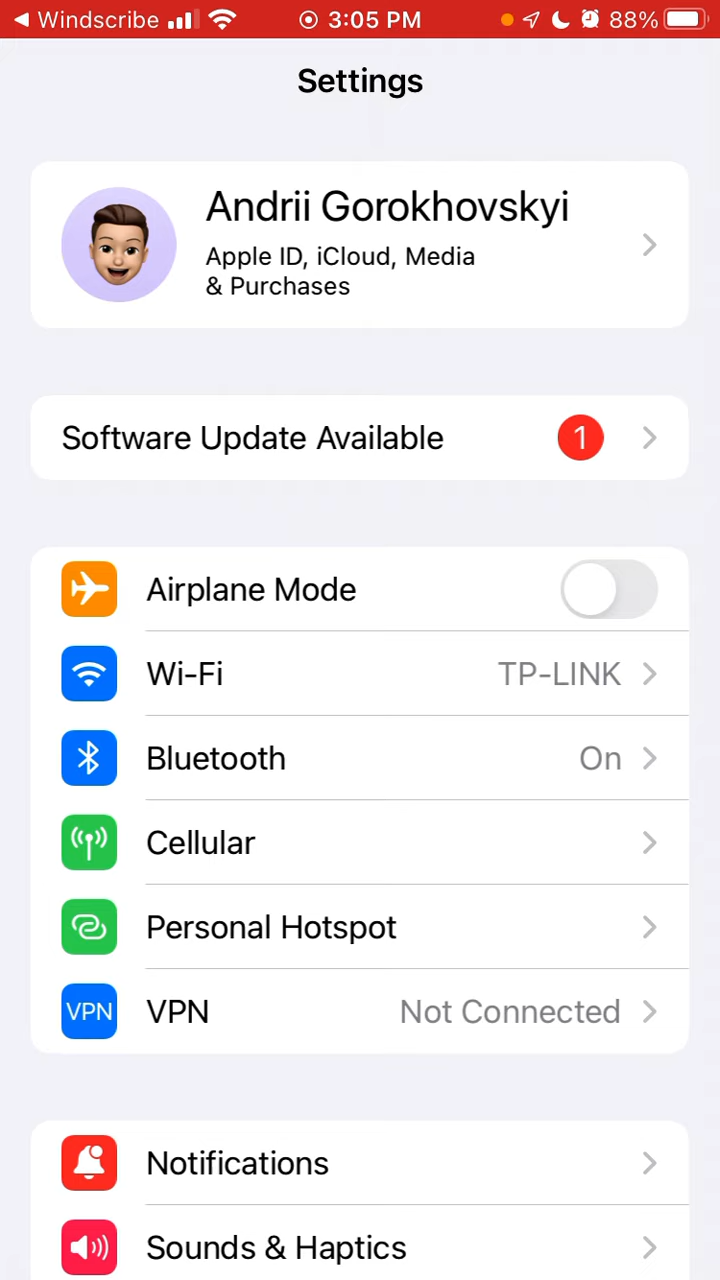 Windscribe 3:05 PM 88%
Settings
Andrii Gorokhovskyi
Apple ID, iCloud, Media
& Purchases
Software Update Available 1
Airplane Mode
Wi-Fi TP-LINK
Bluetooth On
Cellular
Personal Hotspot
VPN VPN Not Connected
Notifications
Sounds & Haptics